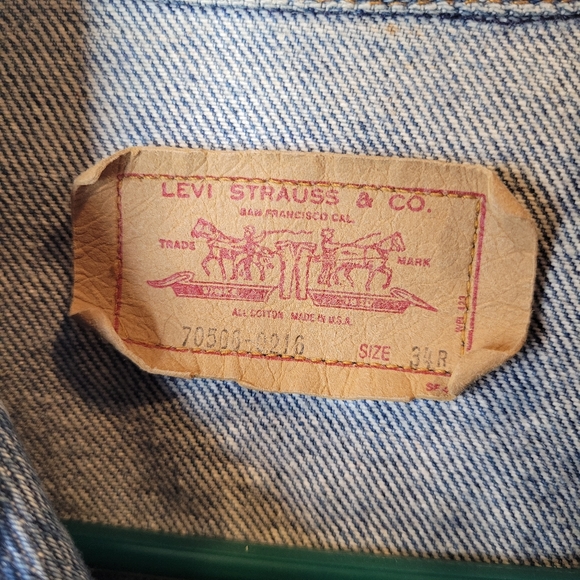 LEVI STRAUSS & CO.
SAN FRANCISCO CAL
TRADE MARK
ALL COTTON MADE IN U.S.A.
70506-0216 SIZE 34R